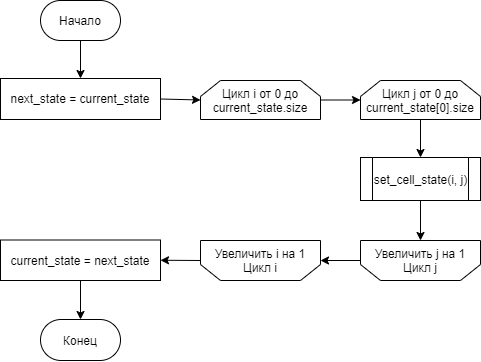 Начало
next_state = current_state
Цикл i от 0 до
current_state.size
Цикл j от 0 до
current_state[0].size
set_cell_state(i, j)
Увеличить j на 1
Цикл j
Увеличить i на 1
Цикл i
current_state = next_state
Конец